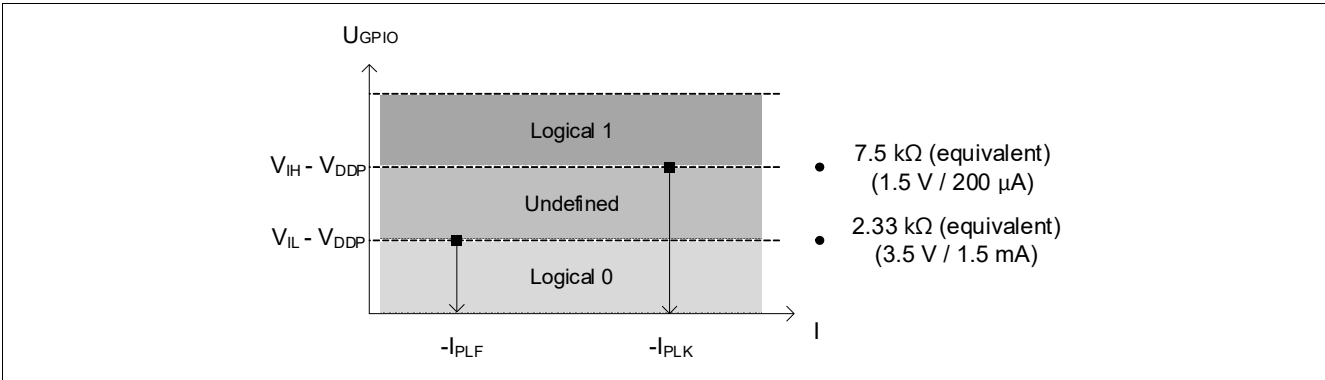 UGPIO
Logical 1
VIH - VDDP
7.5 kΩ (equivalent)
(1.5 V / 200 µA)
Undefined
VIL - VDDP
2.33 kΩ (equivalent)
(3.5 V / 1.5 mA)
Logical 0
I
-IPLF
-IPLK